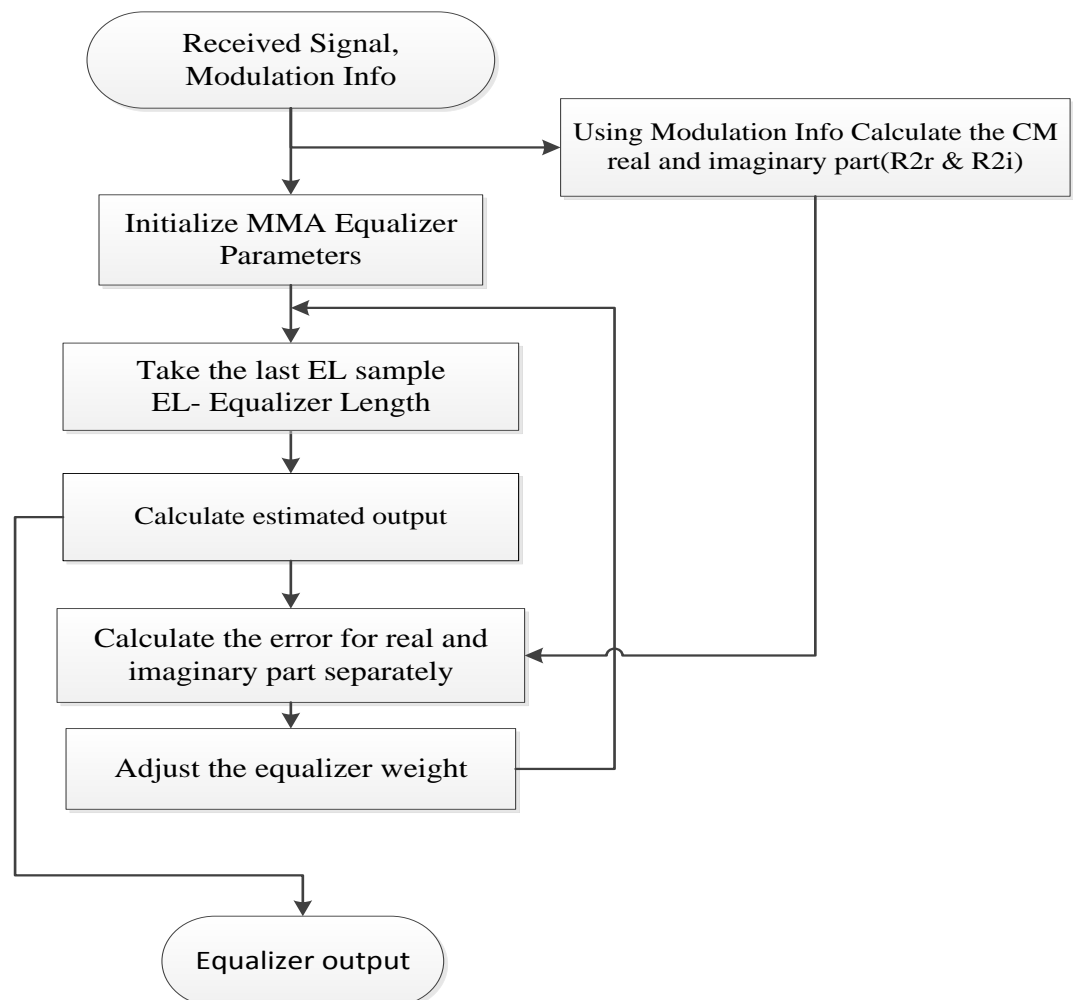 Received Signal,
Modulation Info
Using Modulation Info Calculate the CM
real and imaginary part(R2r & R2i)
Initialize MMA Equalizer
Parameters
Take the last EL sample
EL- Equalizer Length
Calculate estimated output
Calculate the error for real and
imaginary part separately
Adjust the equalizer weight
Equalizer output